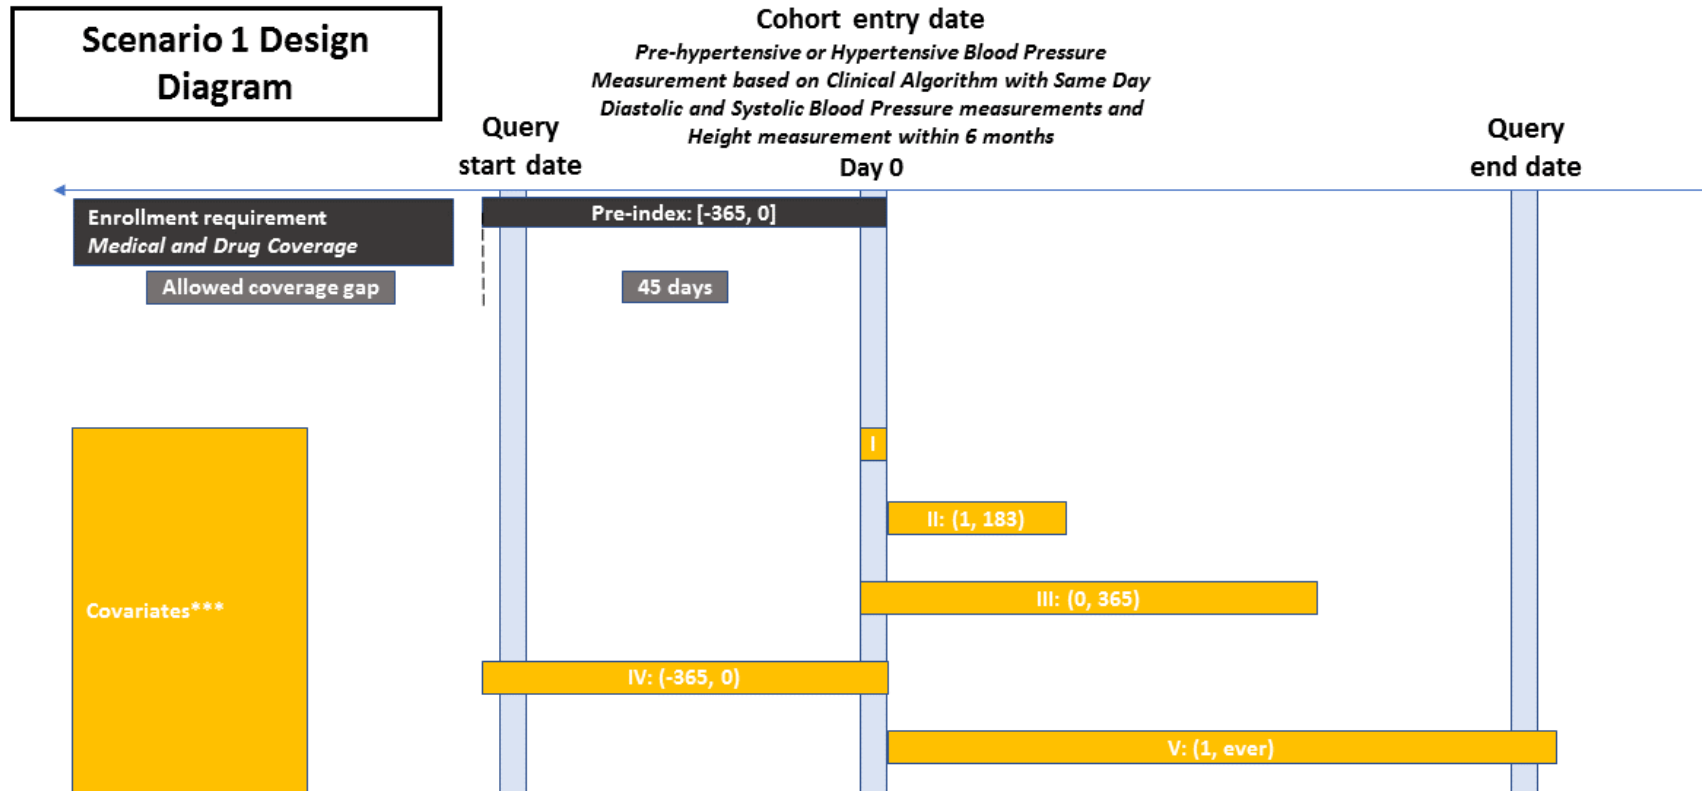 Scenario 1 Design
Diagram
Cohort entry date
Pre-hypertensive or Hypertensive Blood Pressure
Measurement based on Clinical Algorithm with Same Day
Diastolic and Systolic Blood Pressure measurements and
Height measurement within 6 months
Query
start date
Day 0
Query
end date
Enrollment requirement
Medical and Drug Coverage
Pre-index: [-365, 0]
Allowed coverage gap
45 days
I
II: (1, 183)
Covariates***
III: (0, 365)
IV: (-365, 0)
V: (1, ever)